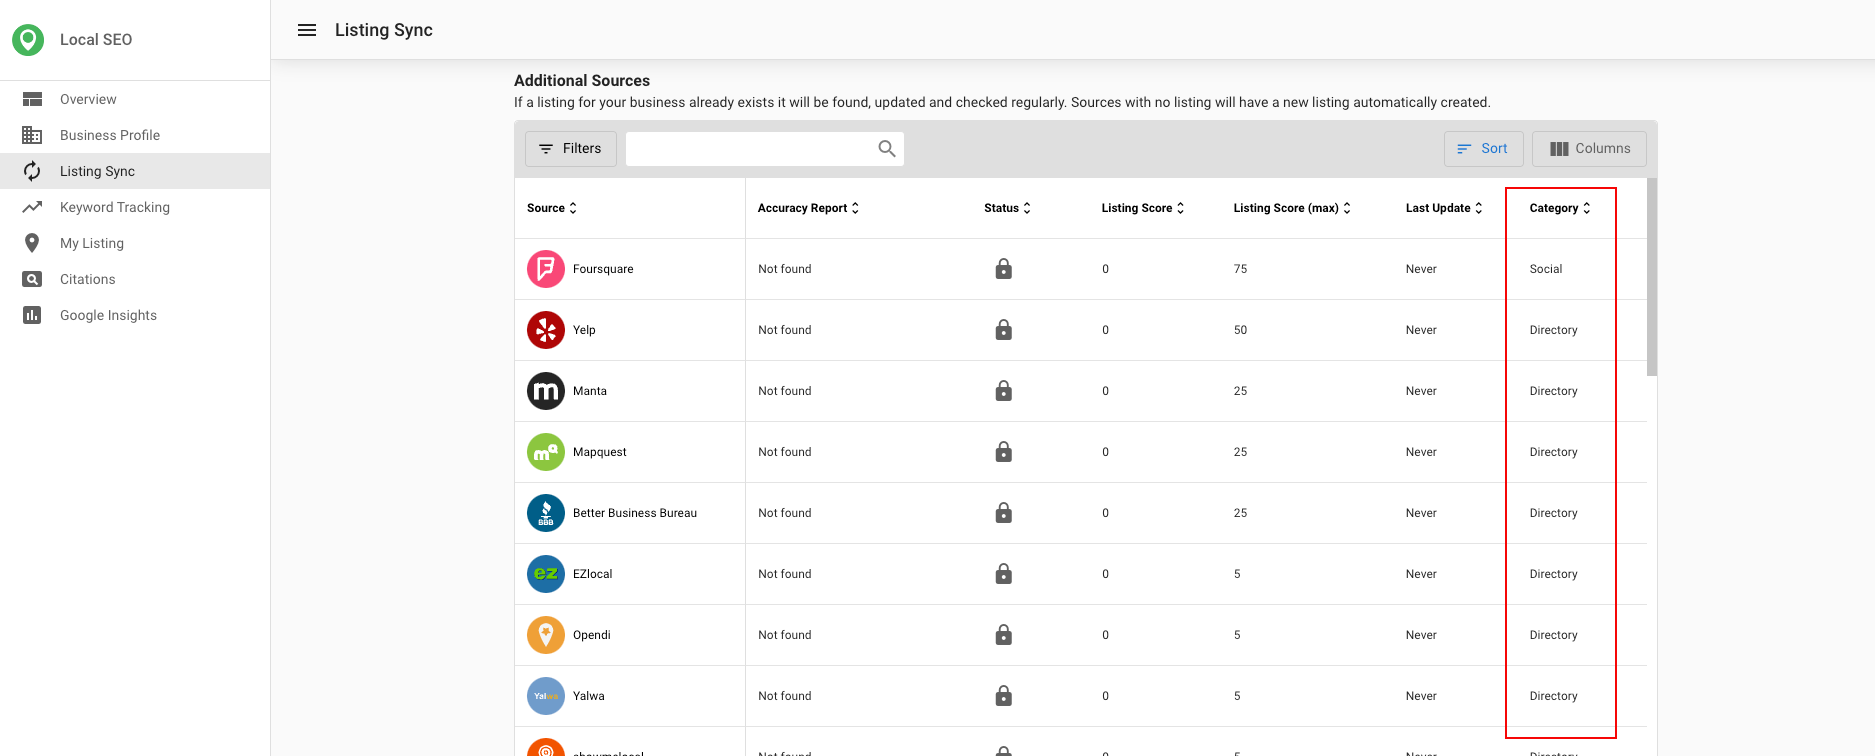 Local SEO
Listing Sync
Overview
Business Profile
Listing Sync
Keyword Tracking
My Listing
Citations
Google Insights
Additional Sources
If a listing for your business already exists it will be found, updated and checked regularly. Sources with no listing will have a new listing automatically created.
Filters Sort Columns
Source Accuracy Report Status Listing Score Listing Score (max) Last Update Category
Foursquare Not found 0 75 Never Social
Yelp Not found 0 50 Never Directory
m Manta Not found 0 25 Never Directory
mq Mapquest Not found 0 25 Never Directory
BBB Better Business Bureau Not found 0 25 Never Directory
ez EZlocal Not found 0 5 Never Directory
Opendi Not found 0 5 Never Directory
Yalwa Yalwa Not found 0 5 Never Directory